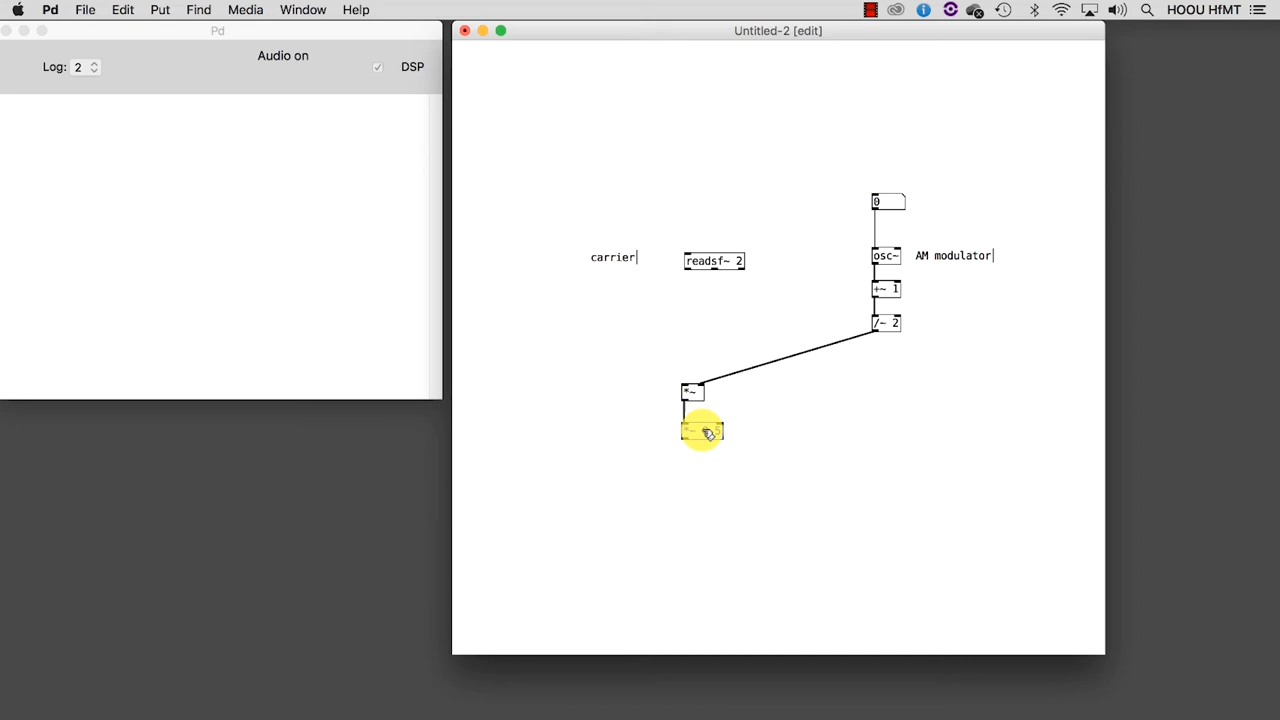 Pd File Edit Put Find Media Window Help HOOU HfMT
Pd
Untitled-2 [edit]
Audio on
Log: 2
DSP
0
carrier
readsf~ 2
osc~
AM modulator
+~ 1
/~ 2
*~
*~